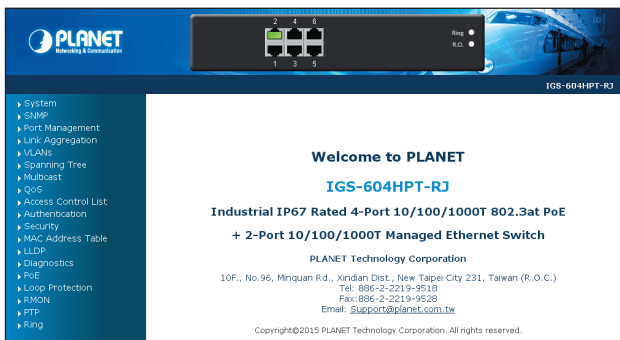 PLANET
Networking & Communication
2 4 6
1 3 5
Ring
R.O.
IGS-604HPT-RJ
System
SNMP
Port Management
Link Aggregation
VLANs
Spanning Tree
Multicast
QoS
Access Control List
Authentication
Security
MAC Address Table
LLDP
Diagnostics
PoE
Loop Protection
RMON
PTP
Ring
Welcome to PLANET
IGS-604HPT-RJ
Industrial IP67 Rated 4-Port 10/100/1000T 802.3at PoE
+ 2-Port 10/100/1000T Managed Ethernet Switch
PLANET Technology Corporation
10F., No.96, Minquan Rd., Xindian Dist., New Taipei City 231, Taiwan (R.O.C.)
Tel: 886-2-2219-9518
Fax:886-2-2219-9528
Email: Support@planet.com.tw
Copyright©2015 PLANET Technology Corporation. All rights reserved.